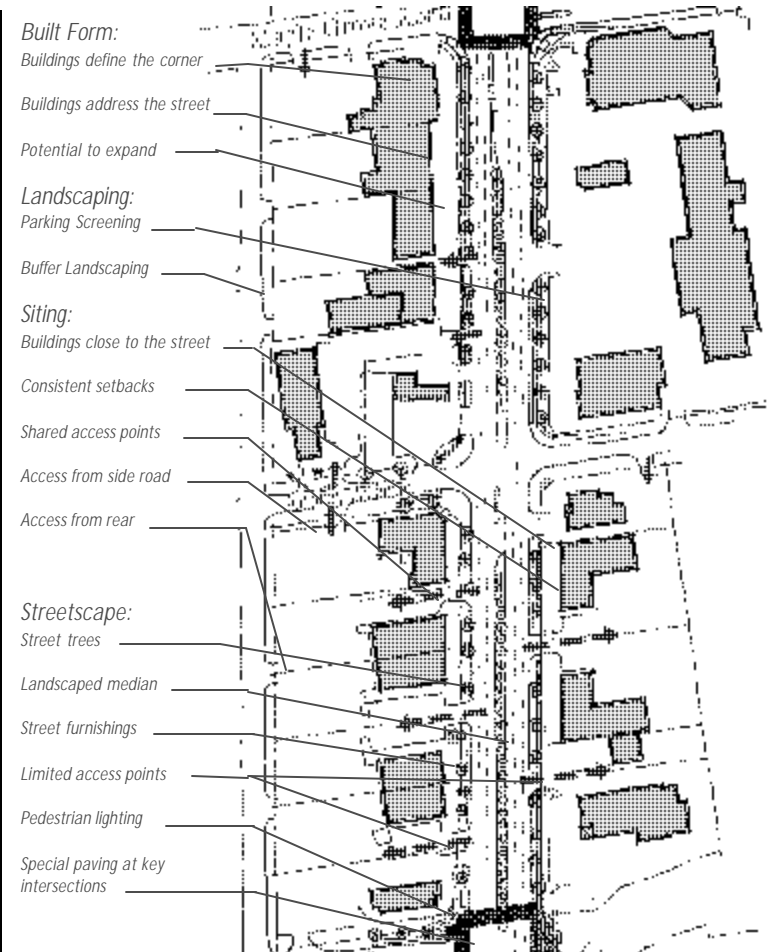 Built Form:
Buildings define the corner
Buildings address the street
Potential to expand
Landscaping:
Parking Screening
Buffer Landscaping
Siting:
Buildings close to the street
Consistent setbacks
Shared access points
Access from side road
Access from rear
Streetscape:
Street trees
Landscaped median
Street furnishings
Limited access points
Pedestrian lighting
Special paving at key
intersections